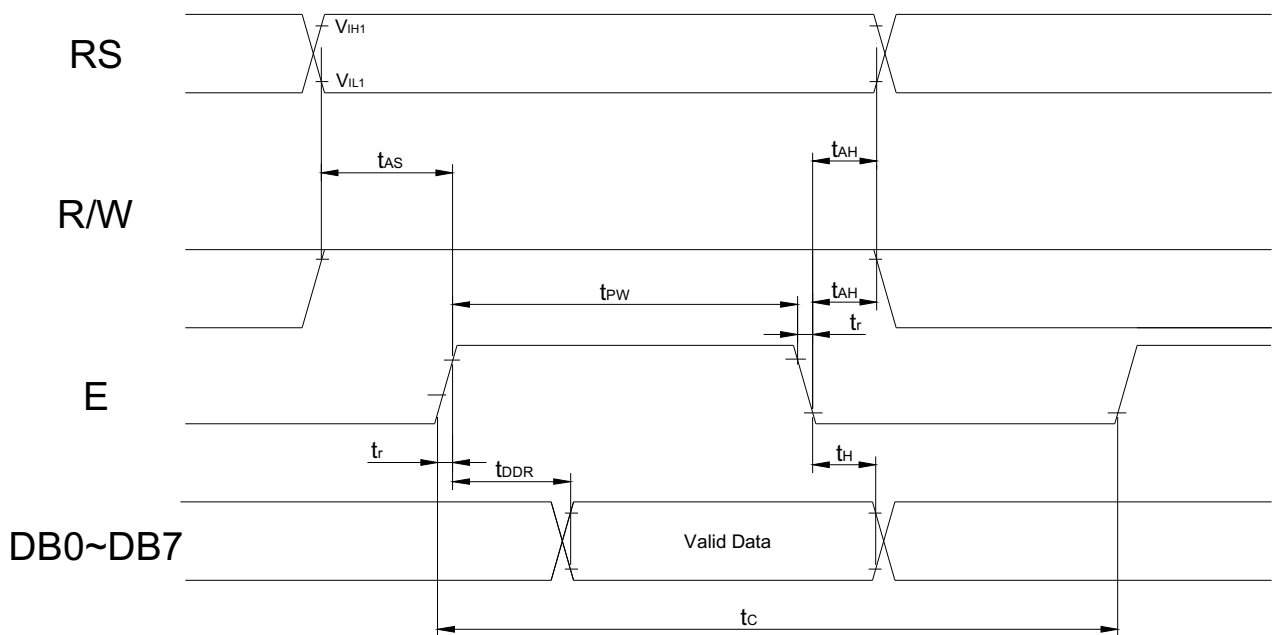 RS
VIH1
VIL1
tAS
tAH
R/W
tPW
tAH
tr
E
tr
tDDR
tH
DB0~DB7
Valid Data
tC